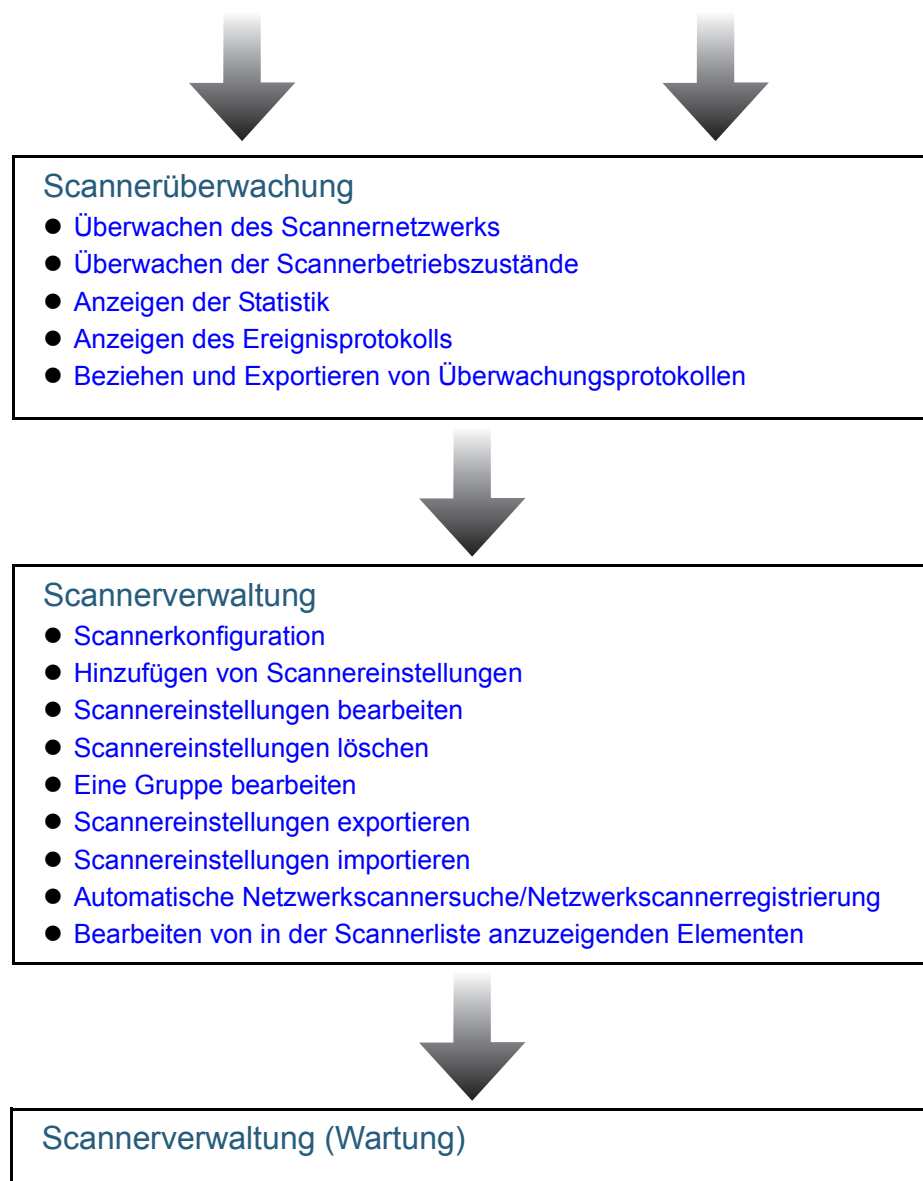 Scannerüberwachung
● Überwachen des Scannernetzwerks
● Überwachen der Scannerbetriebszustände
● Anzeigen der Statistik
● Anzeigen des Ereignisprotokolls
● Beziehen und Exportieren von Überwachungsprotokollen
Scannerverwaltung
● Scannerkonfiguration
● Hinzufügen von Scannereinstellungen
● Scannereinstellungen bearbeiten
● Scannereinstellungen löschen
● Eine Gruppe bearbeiten
● Scannereinstellungen exportieren
● Scannereinstellungen importieren
● Automatische Netzwerkscannersuche/Netzwerkscannerregistrierung
● Bearbeiten von in der Scannerliste anzuzeigenden Elementen
Scannerverwaltung (Wartung)